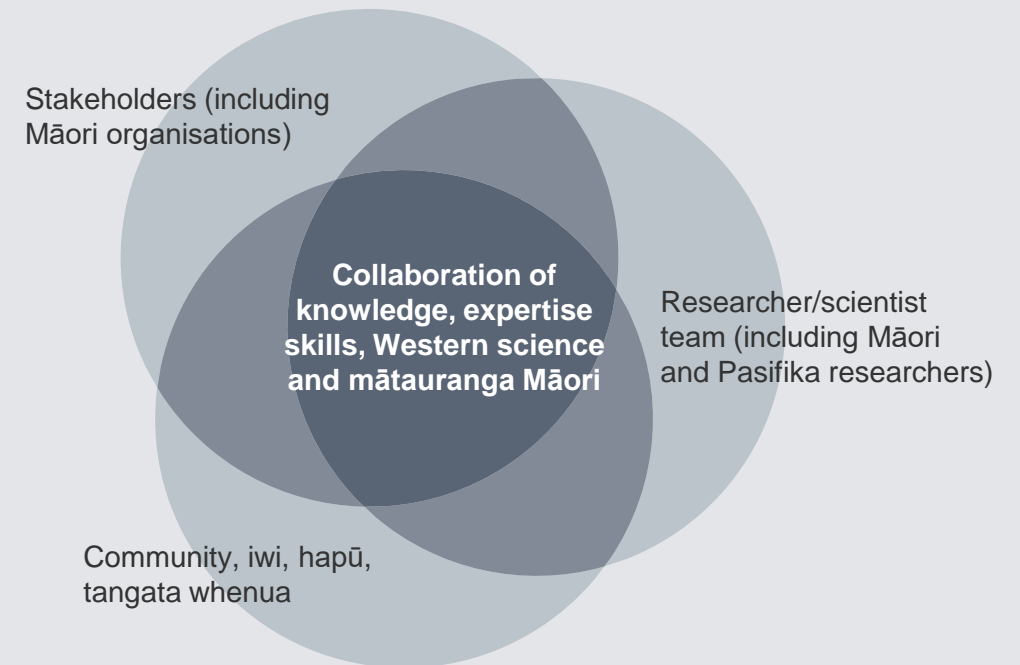 Stakeholders (including
Māori organisations)
Collaboration of
knowledge, expertise
skills, Western science
and mātauranga Māori
Researcher/scientist
team (including Māori
and Pasifika researchers)
Community, iwi, hapū,
tangata whenua